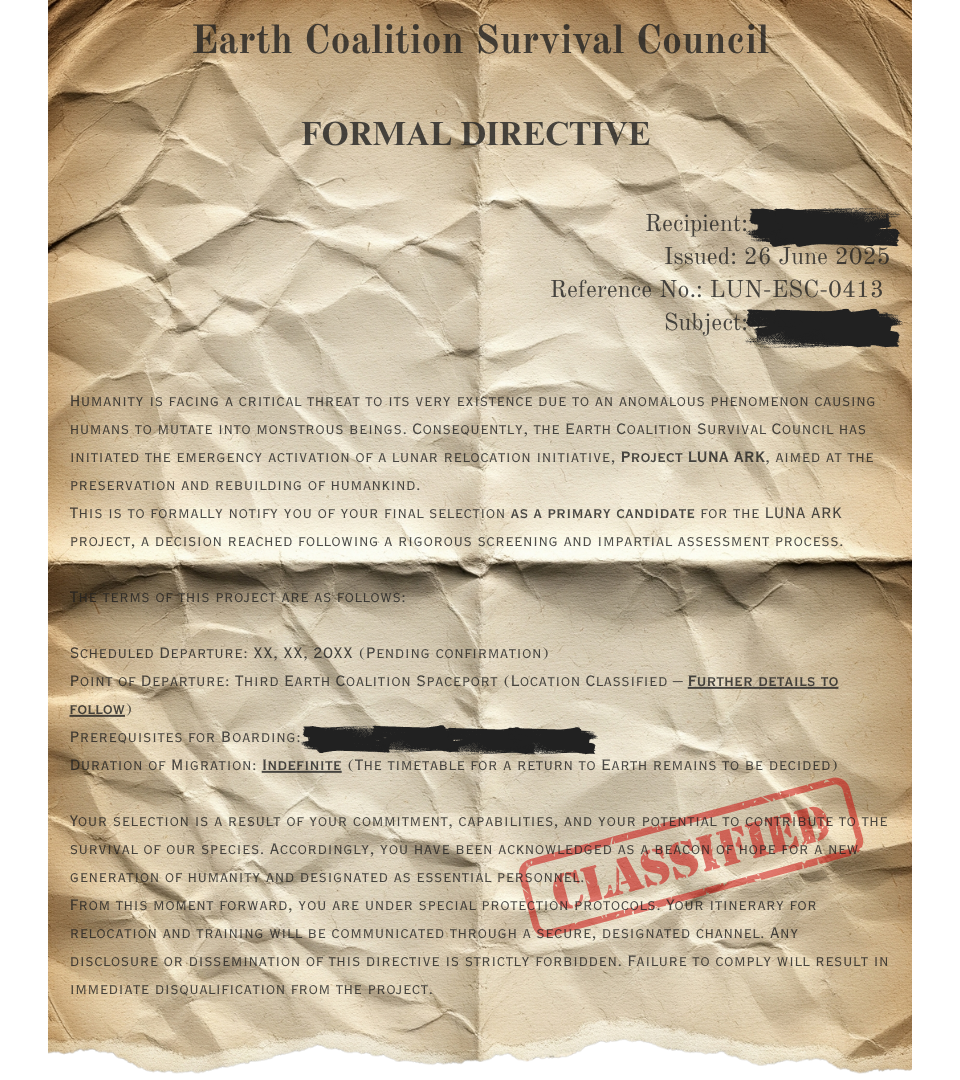 Earth Coalition Survival Council
FORMAL DIRECTIVE
Recipient:
Issued: 26 June 2025
Reference No.: LUN-ESC-0413
Subject:
Humanity is facing a critical threat to its very existence due to an anomalous phenomenon causing
humans to mutate into monstrous beings. Consequently, the Earth Coalition Survival Council has
initiated the emergency activation of a lunar relocation initiative, Project LUNA ARK, aimed at the
preservation and rebuilding of humankind.
This is to formally notify you of your final selection as a primary candidate for the LUNA ARK
project, a decision reached following a rigorous screening and impartial assessment process.
The terms of this project are as follows:
Scheduled Departure: XX, XX, 20XX (Pending confirmation)
Point of Departure: Third Earth Coalition Spaceport (Location Classified – Further details to
follow)
Prerequisites for Boarding:
Duration of Migration: Indefinite (The timetable for a return to Earth remains to be decided)
Your selection is a result of your commitment, capabilities, and your potential to contribute to the
survival of our species. Accordingly, you have been acknowledged as a beacon of hope for a new
generation of humanity and designated as essential personnel.
From this moment forward, you are under special protection protocols. Your itinerary for
relocation and training will be communicated through a secure, designated channel. Any
disclosure or dissemination of this directive is strictly forbidden. Failure to comply will result in
immediate disqualification from the project.
CLASSIFIED